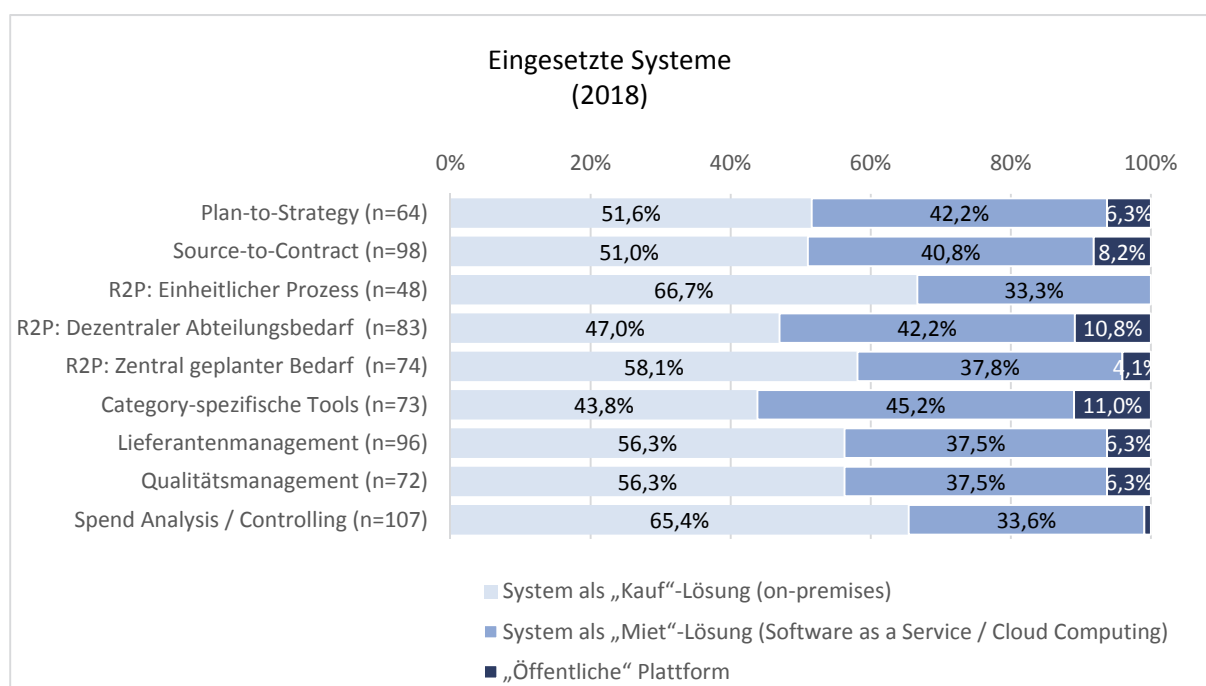 Eingesetzte Systeme
(2018)
0% 20% 40% 60% 80% 100%
Plan-to-Strategy (n=64) 51,6% 42,2% 6,3%
Source-to-Contract (n=98) 51,0% 40,8% 8,2%
R2P: Einheitlicher Prozess (n=48) 66,7% 33,3%
R2P: Dezentraler Abteilungsbedarf (n=83) 47,0% 42,2% 10,8%
R2P: Zentral geplanter Bedarf (n=74) 58,1% 37,8% 4,1%
Category-spezifische Tools (n=73) 43,8% 45,2% 11,0%
Lieferantenmanagement (n=96) 56,3% 37,5% 6,3%
Qualitätsmanagement (n=72) 56,3% 37,5% 6,3%
Spend Analysis / Controlling (n=107) 65,4% 33,6%
System als „Kauf“-Lösung (on-premises)
System als „Miet“-Lösung (Software as a Service / Cloud Computing)
„Öffentliche“ Plattform